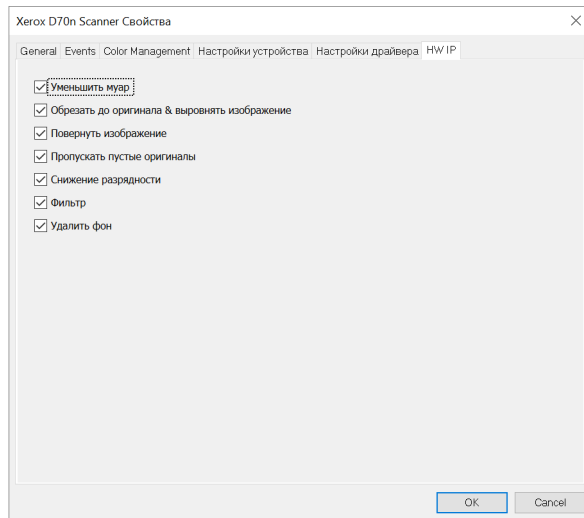 Xerox D70n Scanner Свойства
General Events Color Management Настройки устройства Настройки драйвера HW IP
Уменьшить муар
Обрезать до оригинала & выровнять изображение
Повернуть изображение
Пропускать пустые оригиналы
Снижение разрядности
Фильтр
Удалить фон
OK Cancel